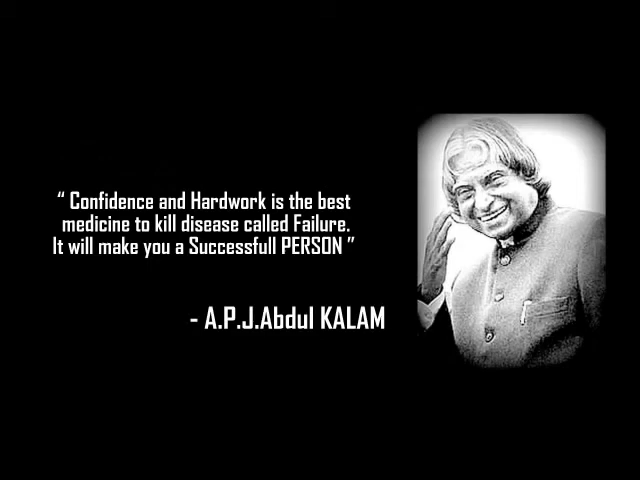 “ Confidence and Hardwork is the best
medicine to kill disease called Failure.
It will make you a Successfull PERSON ”
- A.P.J.Abdul KALAM